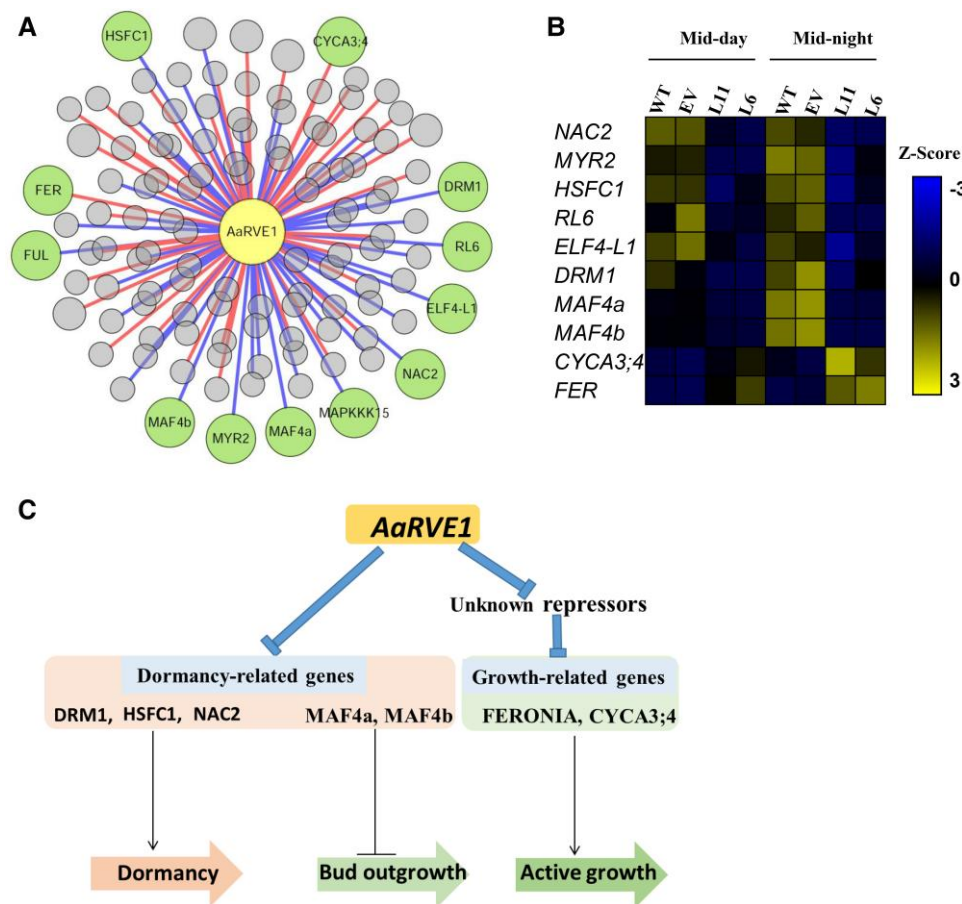 A
HSFC1
CYCA3;4
FER
DRM1
AaRVE1
FUL
RL6
ELF4-L1
NAC2
MAF4b
MYR2
MAF4a
MAPKKK15
B
Mid-day Mid-night
WT EV L11 L6 WT EV L11 L6
NAC2
MYR2
HSFC1
RL6
ELF4-L1
DRM1
MAF4a
MAF4b
CYCA3;4
FER
Z-Score
-3
0
3
C
AaRVE1
Unknown repressors
Dormancy-related genes
Growth-related genes
DRM1, HSFC1, NAC2 MAF4a, MAF4b
FERONIA, CYCA3;4
Dormancy
Bud outgrowth
Active growth